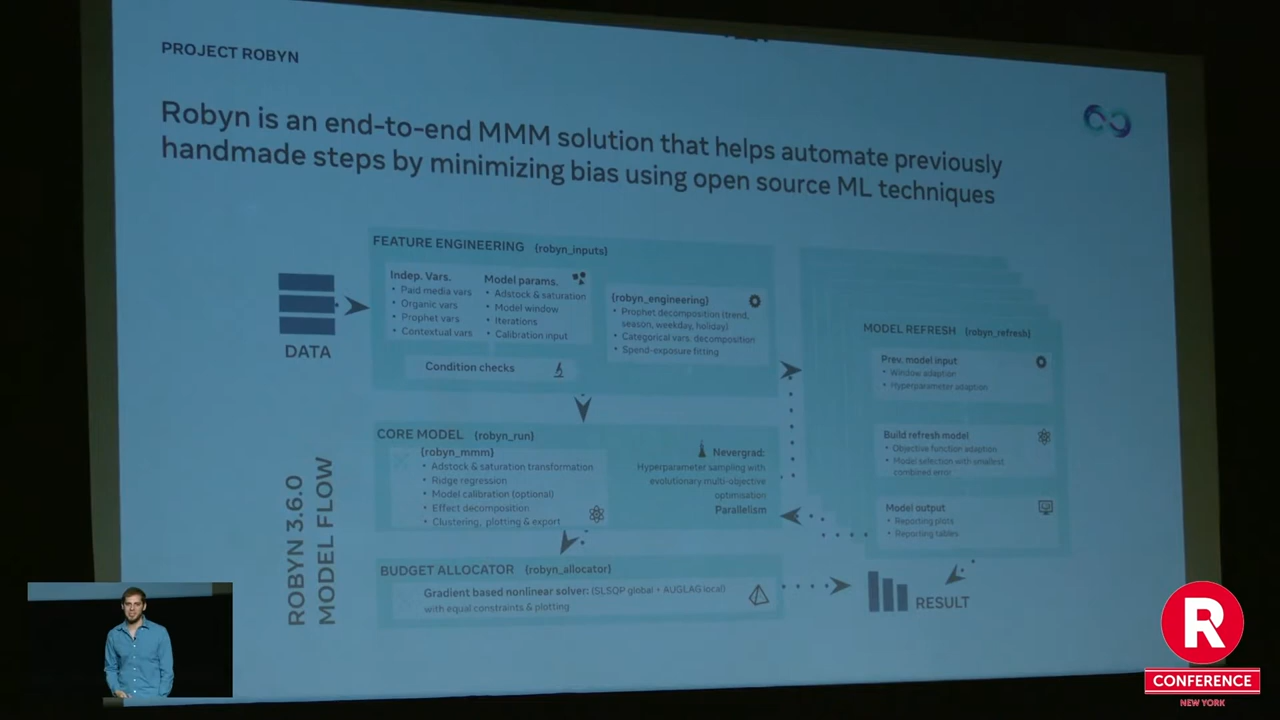 PROJECT ROBYN
Robyn is an end-to-end MMM solution that helps automate previously
handmade steps by minimizing bias using open source ML techniques
DATA
FEATURE ENGINEERING {robyn_inputs}
Indep. Vars.
• Paid media vars
• Organic vars
• Prophet vars
• Contextual vars
Model params.
• Adstock & saturation
• Model window
• Iterations
• Calibration input
Condition checks
{robyn_engineering}
• Prophet decomposition (trend,
season, weekday, holiday)
• Categorical vars. decomposition
• Spend-exposure fitting
CORE MODEL {robyn_run}
{robyn_mmm}
• Adstock & saturation transformation
• Ridge regression
• Model calibration (optional)
• Effect decomposition
• Clustering, plotting & export
Nevergrad:
Hyperparameter sampling with
evolutionary multi-objective
optimisation
Parallelism
BUDGET ALLOCATOR {robyn_allocator}
Gradient based nonlinear solver: (SLSQP global + AUGLAG local)
with equal constraints & plotting
MODEL REFRESH {robyn_refresh}
Prev. model input
• Window adaption
• Hyperparameter adaption
Build refresh model
• Objective function adaption
• Model selection with smallest
combined error
Model output
• Reporting plots
• Reporting tables
RESULT
ROBYN 3.6.0
MODEL FLOW
R
CONFERENCE
NEW YORK